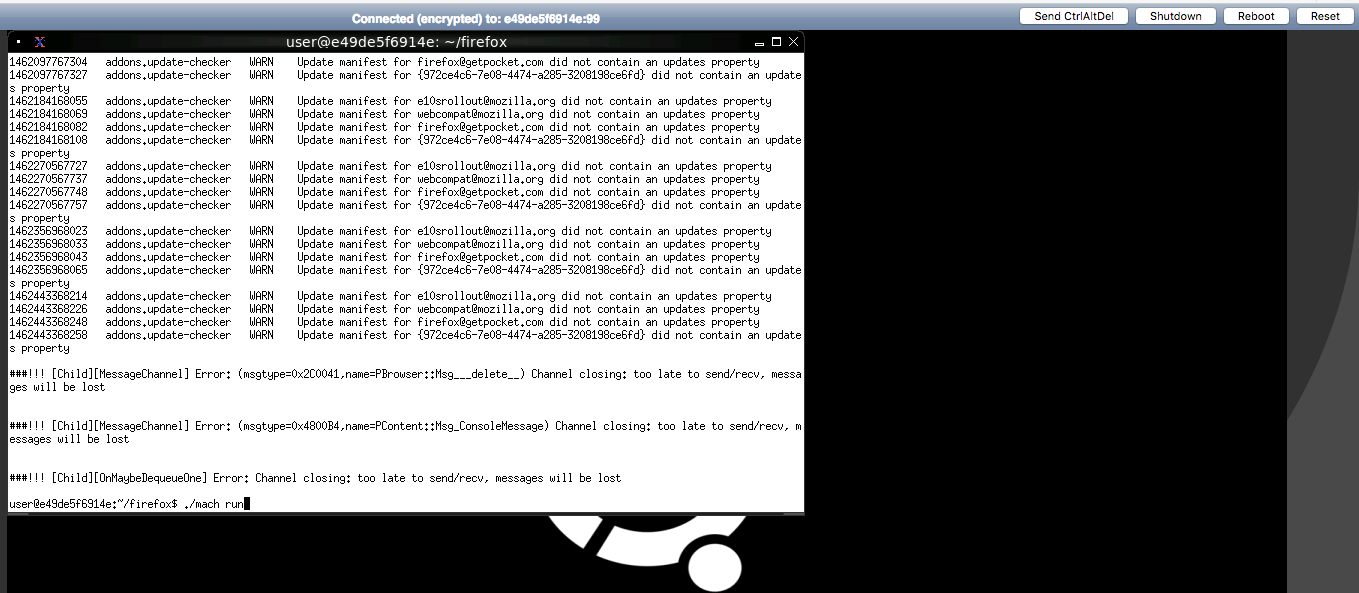 Connected (encrypted) to: e49de5f6914e:99
Send CtrlAltDel
Shutdown
Reboot
Reset
user@e49de5f6914e: ~/firefox
1462097767304 addons.update-checker WARN Update manifest for firefox@getpocket.com did not contain an updates property
1462097767327 addons.update-checker WARN Update manifest for {972ce4c6-7e08-4474-a285-3208198ce6fd} did not contain an update
s property
1462184168055 addons.update-checker WARN Update manifest for e10srollout@mozilla.org did not contain an updates property
1462184168069 addons.update-checker WARN Update manifest for webcompat@mozilla.org did not contain an updates property
1462184168082 addons.update-checker WARN Update manifest for firefox@getpocket.com did not contain an updates property
1462184168108 addons.update-checker WARN Update manifest for {972ce4c6-7e08-4474-a285-3208198ce6fd} did not contain an update
s property
1462270567727 addons.update-checker WARN Update manifest for e10srollout@mozilla.org did not contain an updates property
1462270567737 addons.update-checker WARN Update manifest for webcompat@mozilla.org did not contain an updates property
1462270567748 addons.update-checker WARN Update manifest for firefox@getpocket.com did not contain an updates property
1462270567757 addons.update-checker WARN Update manifest for {972ce4c6-7e08-4474-a285-3208198ce6fd} did not contain an update
s property
1462356968023 addons.update-checker WARN Update manifest for e10srollout@mozilla.org did not contain an updates property
1462356968033 addons.update-checker WARN Update manifest for webcompat@mozilla.org did not contain an updates property
1462356968043 addons.update-checker WARN Update manifest for firefox@getpocket.com did not contain an updates property
1462356968065 addons.update-checker WARN Update manifest for {972ce4c6-7e08-4474-a285-3208198ce6fd} did not contain an update
s property
1462443368214 addons.update-checker WARN Update manifest for e10srollout@mozilla.org did not contain an updates property
1462443368226 addons.update-checker WARN Update manifest for webcompat@mozilla.org did not contain an updates property
1462443368248 addons.update-checker WARN Update manifest for firefox@getpocket.com did not contain an updates property
1462443368258 addons.update-checker WARN Update manifest for {972ce4c6-7e08-4474-a285-3208198ce6fd} did not contain an update
s property
###!!! [Child][MessageChannel] Error: (msgtype=0x2C0041,name=PBrowser::Msg___delete__) Channel closing: too late to send/recv, messa
ges will be lost
###!!! [Child][MessageChannel] Error: (msgtype=0x4800B4,name=PContent::Msg_ConsoleMessage) Channel closing: too late to send/recv, m
essages will be lost
###!!! [Child][OnMaybeDequeueOne] Error: Channel closing: too late to send/recv, messages will be lost
user@e49de5f6914e:~/firefox$ ./mach run